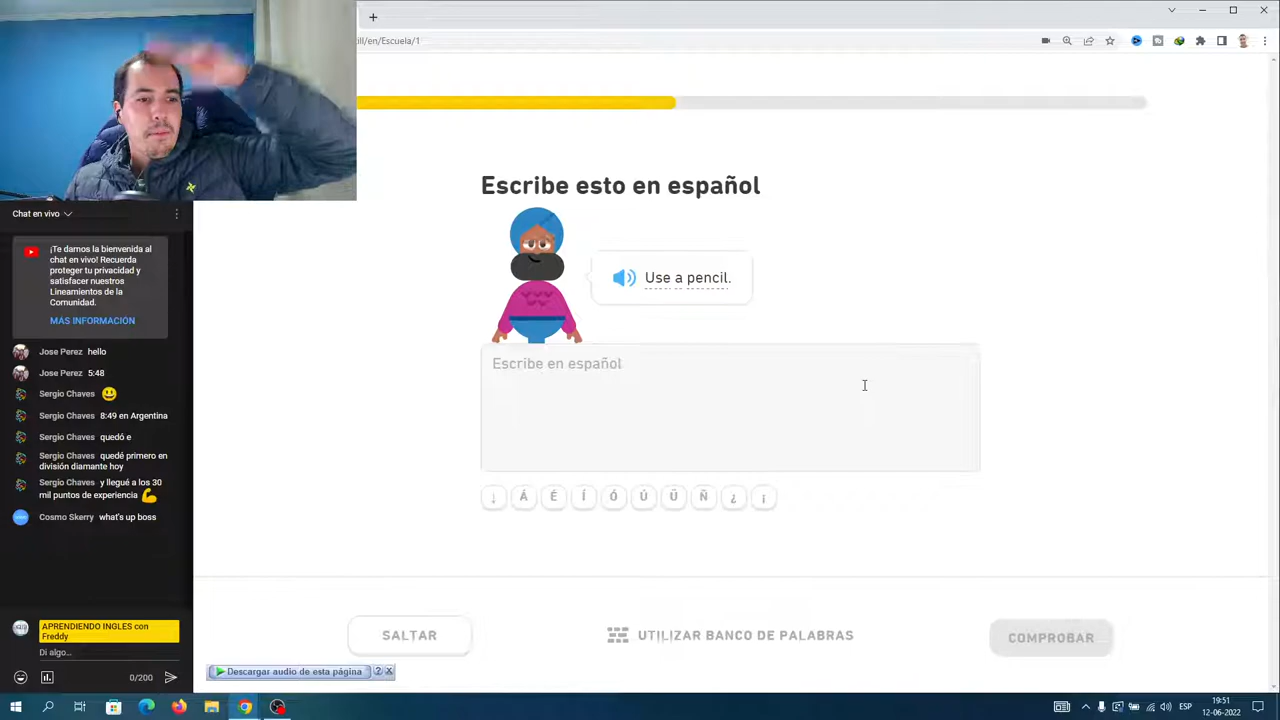 ill/en/Escuela/1
Escribe esto en español
Use a pencil.
Escribe en español
↓ Á É Í Ó Ú Ü Ñ ¿ ¡
SALTAR
UTILIZAR BANCO DE PALABRAS
COMPROBAR
Chat en vivo
¡Te damos la bienvenida al
chat en vivo! Recuerda
proteger tu privacidad y
satisfacer nuestros
Lineamientos de la
Comunidad.
MÁS INFORMACIÓN
Jose Perez hello
Jose Perez 5:48
Sergio Chaves 😃
Sergio Chaves 8:49 en Argentina
Sergio Chaves quedó e
Sergio Chaves quedé primero en
división diamante hoy
Sergio Chaves y llegué a los 30
mil puntos de experiencia 💪
Cosmo Skerry what's up boss
APRENDIENDO INGLES con
Freddy
Di algo...
0/200
Descargar audio de esta página ? X
ESP
19:51
12-06-2022